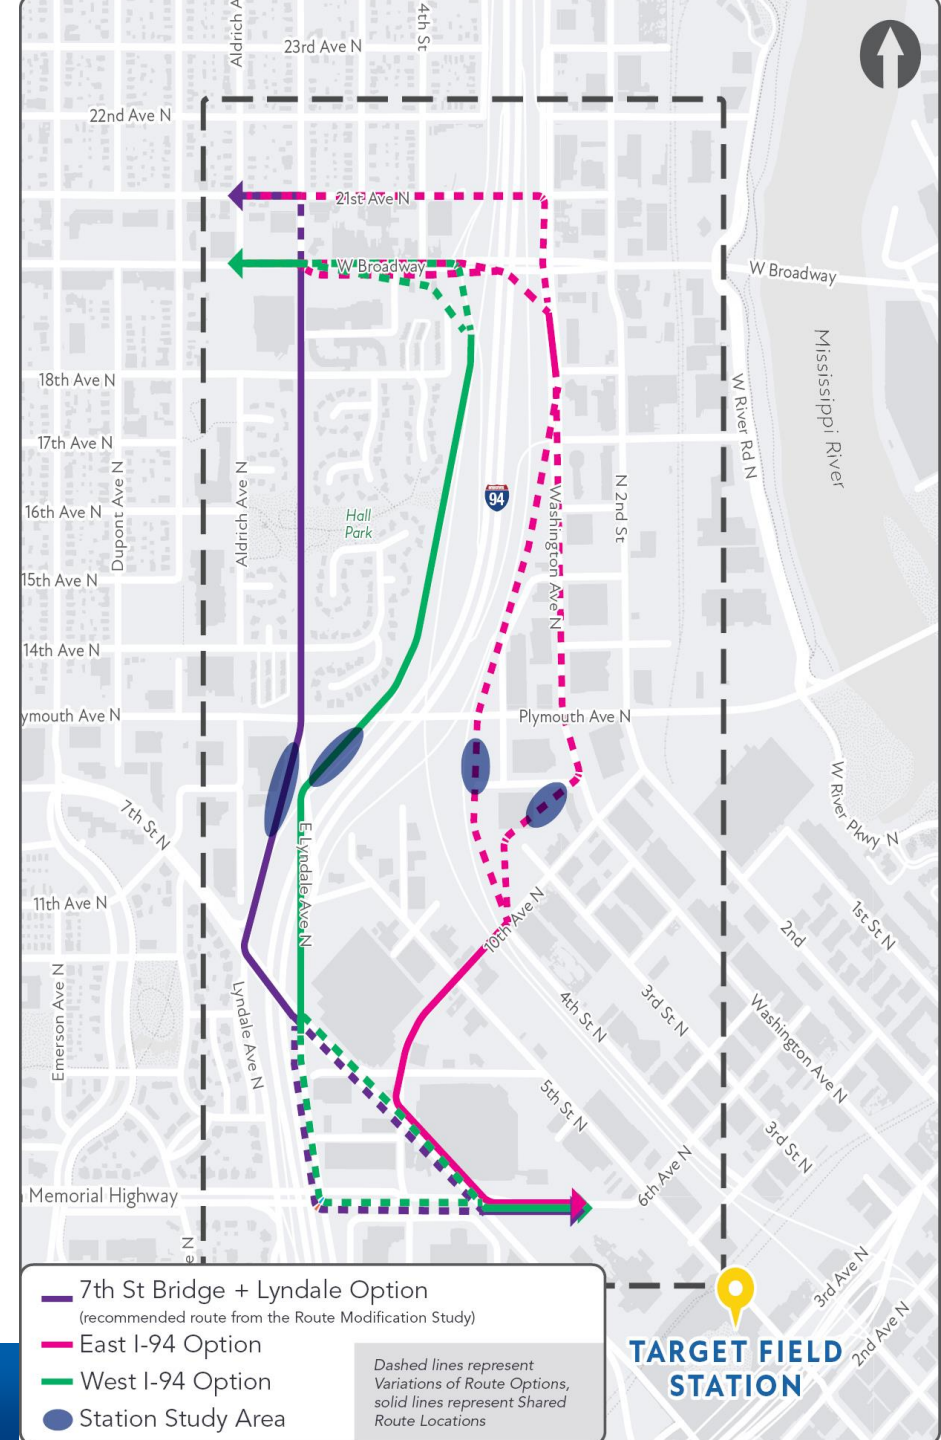 Aldrich A
4th St
23rd Ave N
22nd Ave N
21st Ave N
W Broadway
W Broadway
Mississippi River
18th Ave N
W River Rd N
17th Ave N
Dupont Ave N
Aldrich Ave N
94
N 2nd St
Washington Ave N
16th Ave N
Hall
Park
15th Ave N
14th Ave N
ymouth Ave N
Plymouth Ave N
W River Pkwy N
7th St N
E Lyndale Ave N
11th Ave N
10th Ave N
1st St N
2nd
Emerson Ave N
Lyndale Ave N
4th St N
3rd St N
Washington Ave N
5th St N
3rd St N
6th Ave N
Memorial Highway
e N
3rd Ave N
2nd Ave N
TARGET FIELD
STATION
7th St Bridge + Lyndale Option
(recommended route from the Route Modification Study)
East I-94 Option
West I-94 Option
Station Study Area
Dashed lines represent
Variations of Route Options,
solid lines represent Shared
Route Locations